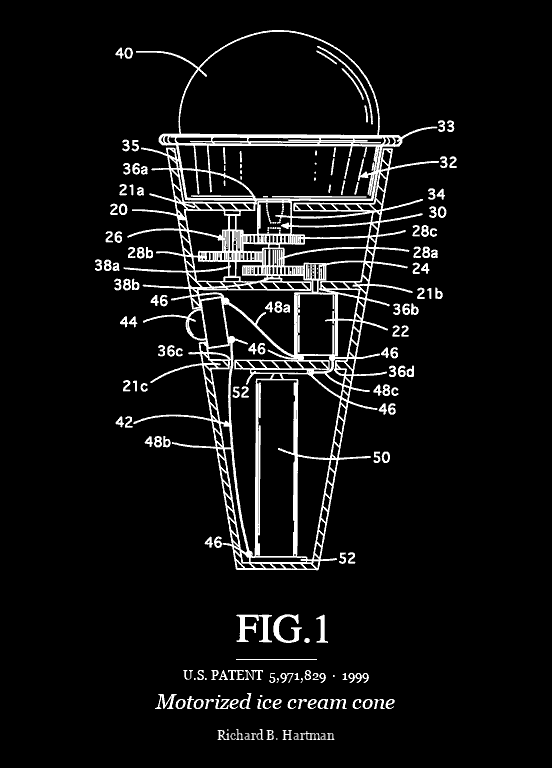 40
33
35
32
36a
21a
34
20
30
26
28c
28b
28a
38a
24
38b
21b
46
48a
36b
44
22
36c
46
46
36d
21c
52
48c
46
42
48b
50
46
52
FIG.1
U.S. PATENT 5,971,829 · 1999
Motorized ice cream cone
Richard B. Hartman